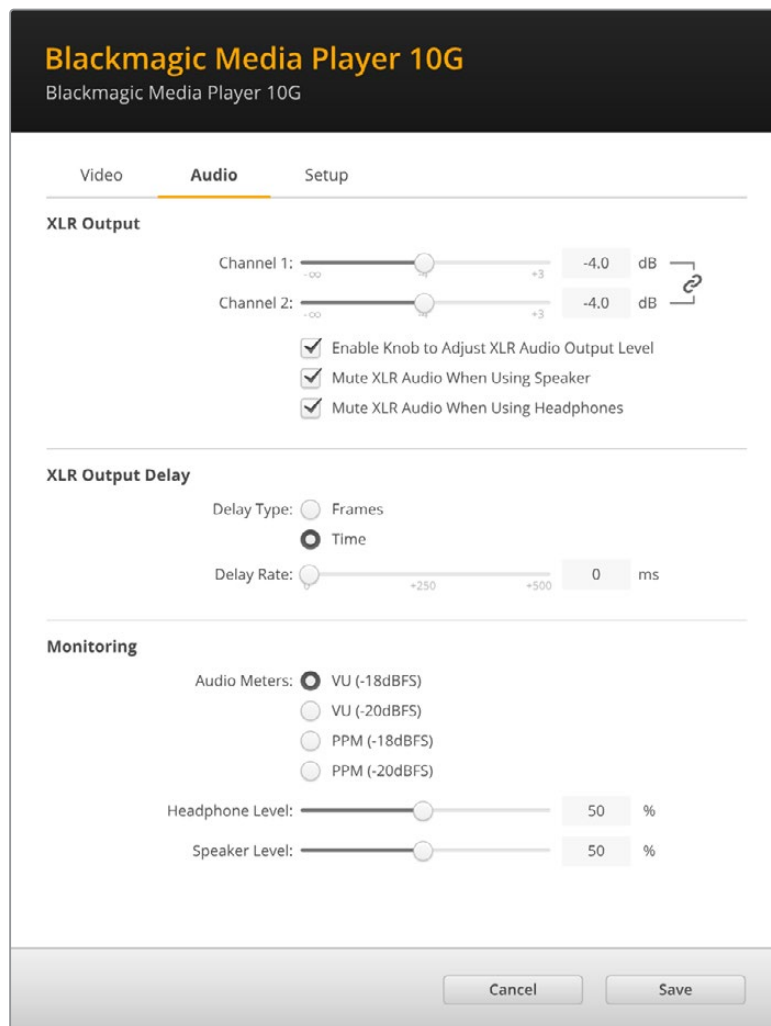 Blackmagic Media Player 10G
Blackmagic Media Player 10G
Video Audio Setup
XLR Output
Channel 1: -4.0 dB
-∞ -4 +3
Channel 2: -4.0 dB
-∞ -4 +3
Enable Knob to Adjust XLR Audio Output Level
Mute XLR Audio When Using Speaker
Mute XLR Audio When Using Headphones
XLR Output Delay
Delay Type: Frames
Time
Delay Rate: 0 ms
0 +250 +500
Monitoring
Audio Meters: VU (-18dBFS)
VU (-20dBFS)
PPM (-18dBFS)
PPM (-20dBFS)
Headphone Level: 50 %
Speaker Level: 50 %
Cancel Save